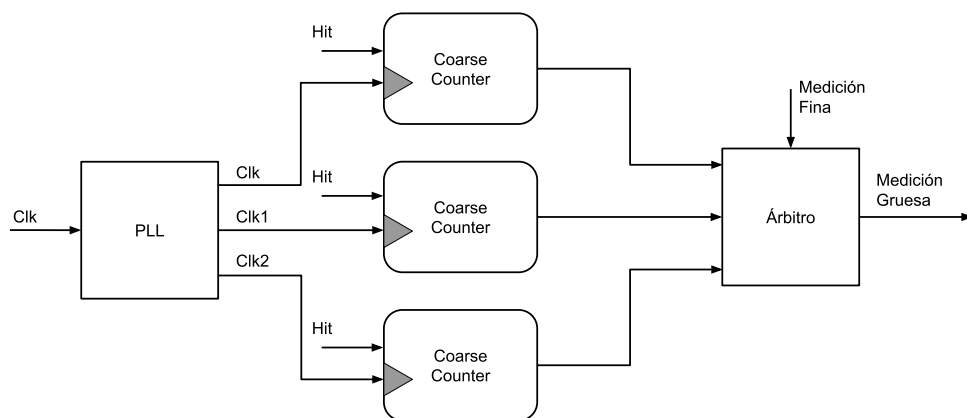 Hit
Coarse
Counter
Medición
Fina
Clk
Hit
Clk
PLL
Clk1
Coarse
Counter
Árbitro
Medición
Gruesa
Clk2
Hit
Coarse
Counter